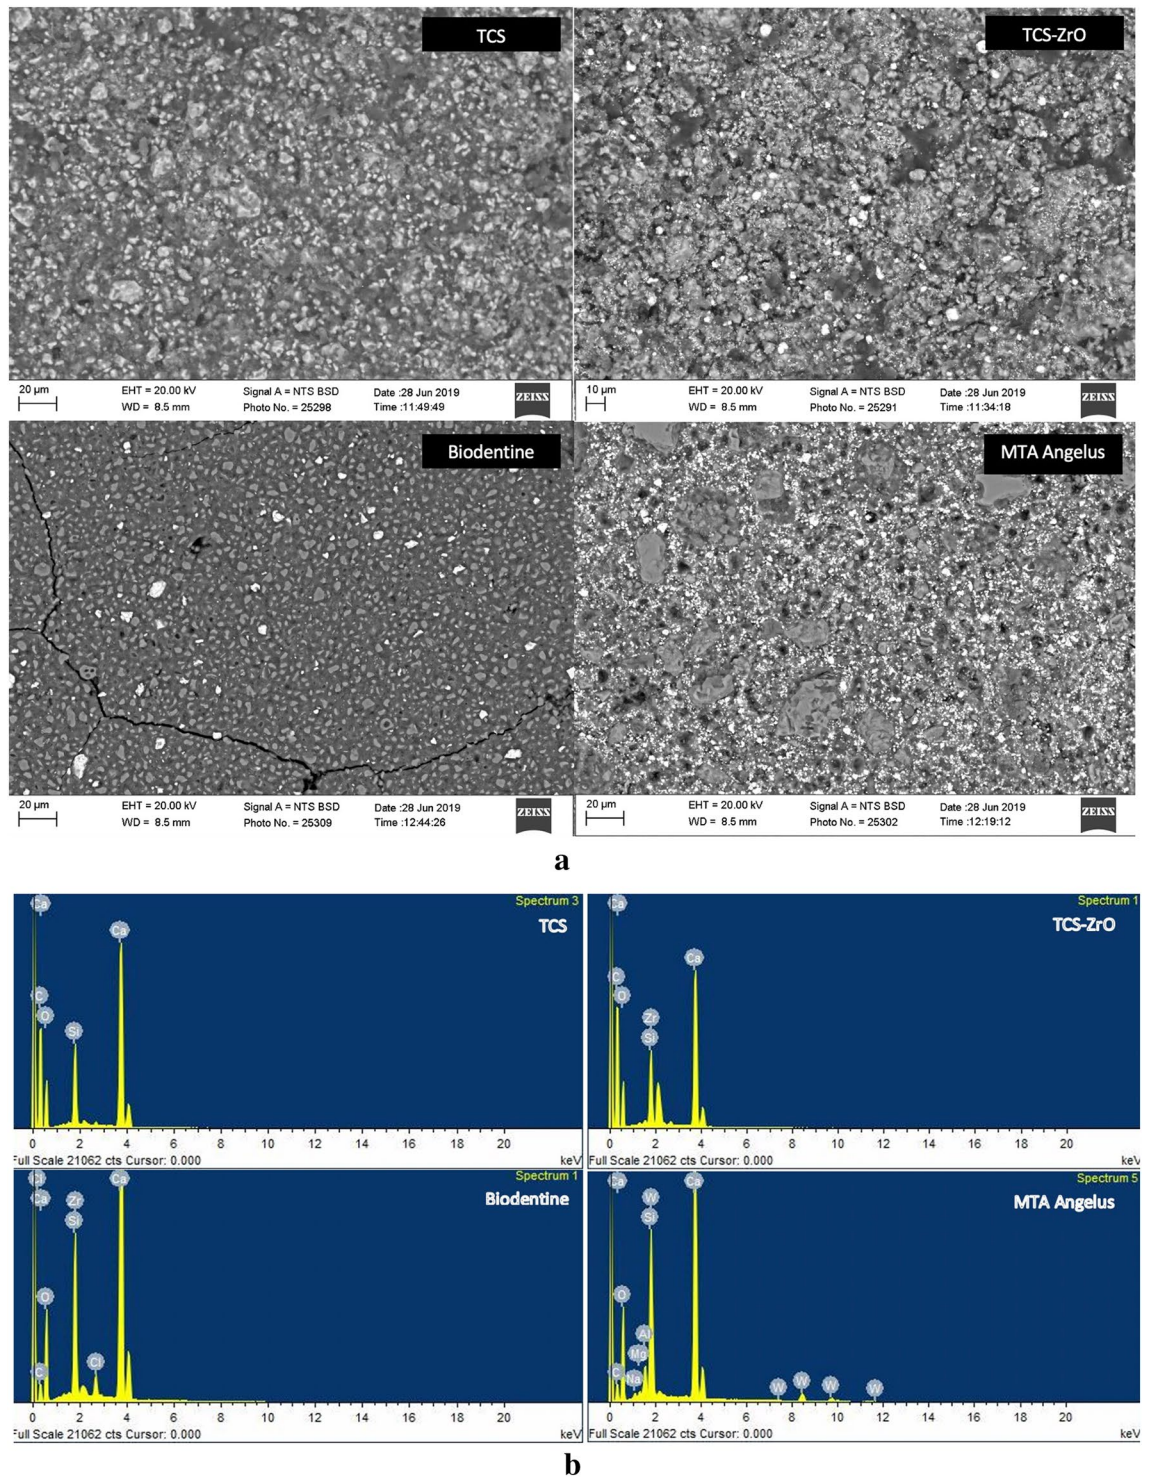 TCS
TCS-ZrO
20 µm
EHT = 20.00 kV
Signal A = NTS BSD
Date :28 Jun 2019
WD = 8.5 mm
Photo No. = 25298
Time :11:49:49
ZEISS
10 µm
EHT = 20.00 kV
Signal A = NTS BSD
Date :28 Jun 2019
WD = 8.5 mm
Photo No. = 25291
Time :11:34:18
ZEISS
Biodentine
MTA Angelus
20 µm
EHT = 20.00 kV
Signal A = NTS BSD
Date :28 Jun 2019
WD = 8.5 mm
Photo No. = 25309
Time :12:44:26
ZEISS
20 µm
EHT = 20.00 kV
Signal A = NTS BSD
Date :28 Jun 2019
WD = 8.5 mm
Photo No. = 25302
Time :12:19:12
ZEISS
a
Spectrum 3
TCS
Ca
Ca
C
O
Si
0 2 4 6 8 10 12 14 16 18 20
Full Scale 21062 cts Cursor: 0.000
keV
Spectrum 1
TCS-ZrO
Ca
Ca
C
O
Zr
Si
0 2 4 6 8 10 12 14 16 18 20
Full Scale 21062 cts Cursor: 0.000
keV
Spectrum 1
Biodentine
Cl
Ca
Ca
Zr
Si
O
Cl
C
0 2 4 6 8 10 12 14 16 18 20
Full Scale 21062 cts Cursor: 0.000
keV
Spectrum 5
MTA Angelus
Ca
Ca
W
Si
O
Al
Mg
C
Na
W
W
W
W
0 2 4 6 8 10 12 14 16 18 20
Full Scale 21062 cts Cursor: 0.000
keV
b